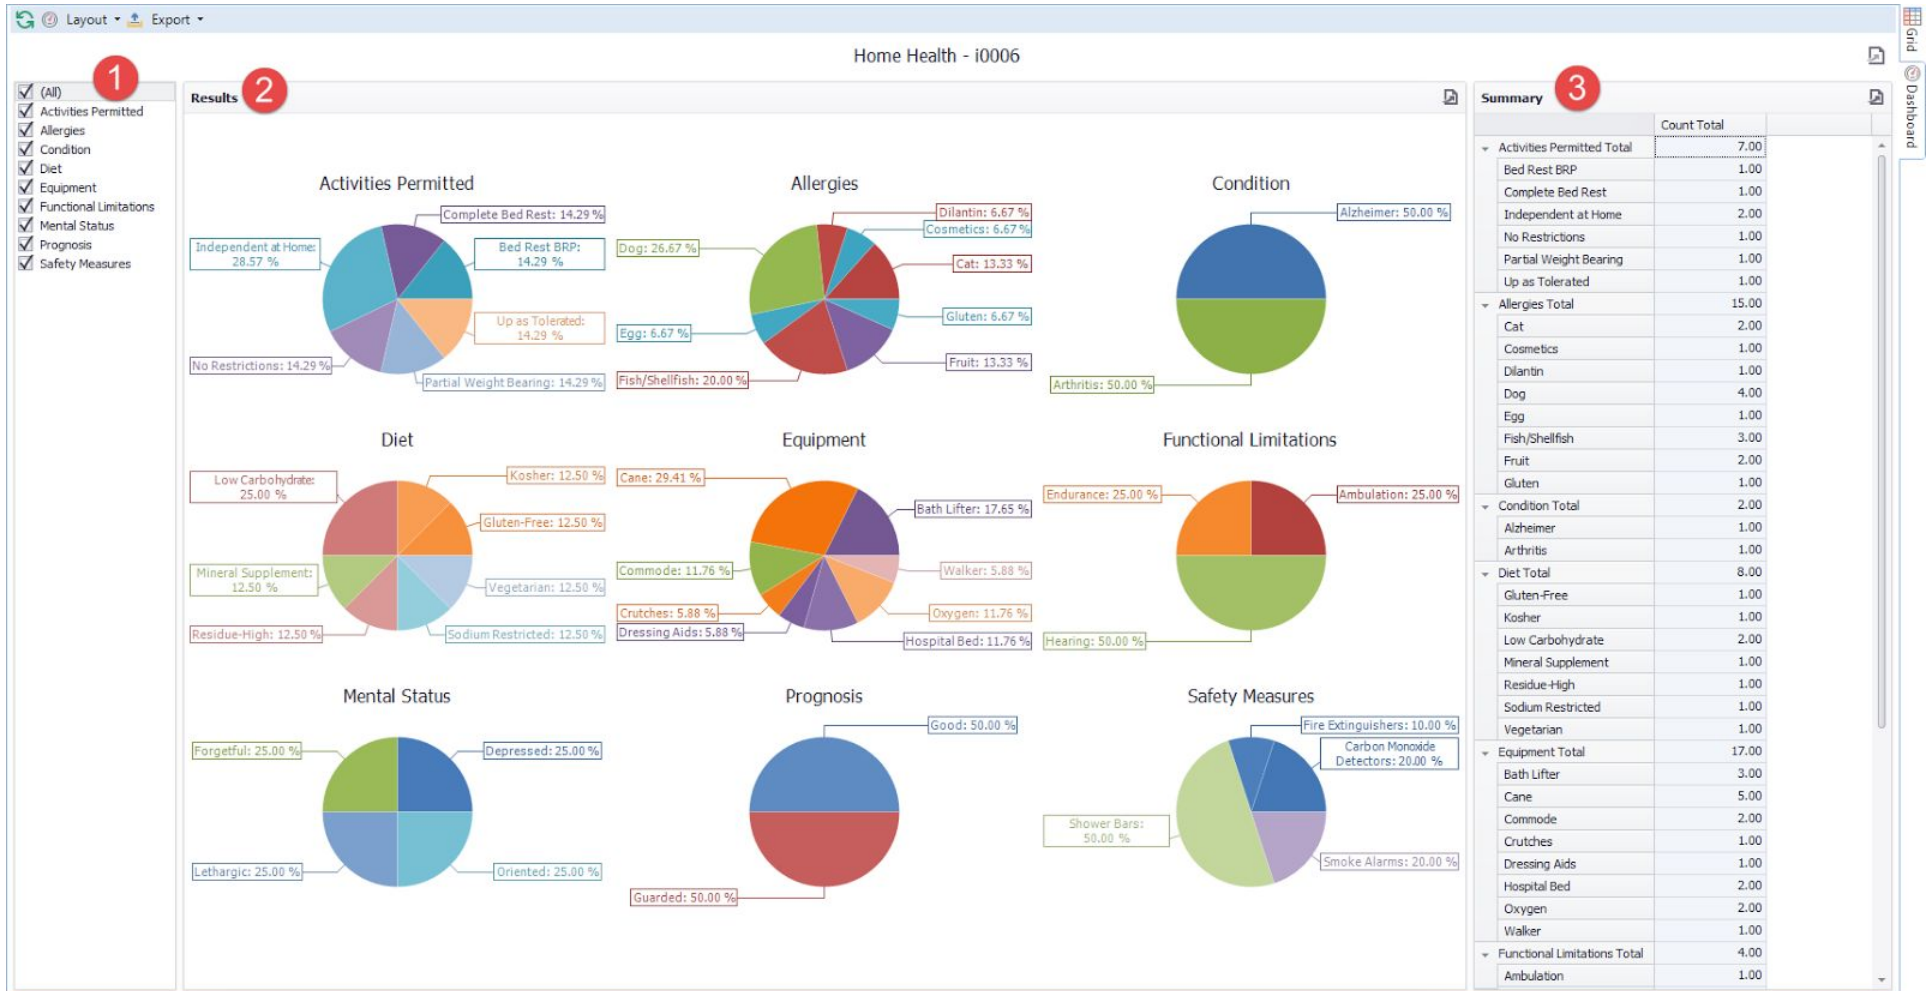 Layout
Export
Home Health - i0006
Grid
Dashboard
1
(All)
Activities Permitted
Allergies
Condition
Diet
Equipment
Functional Limitations
Mental Status
Prognosis
Safety Measures
Results
2
Activities Permitted
Complete Bed Rest: 14.29 %
Independent at Home:
28.57 %
Bed Rest BRP:
14.29 %
Up as Tolerated:
14.29 %
No Restrictions: 14.29 %
Partial Weight Bearing: 14.29 %
Allergies
Dilantin: 6.67 %
Cosmetics: 6.67 %
Dog: 26.67 %
Cat: 13.33 %
Gluten: 6.67 %
Egg: 6.67 %
Fruit: 13.33 %
Fish/Shellfish: 20.00 %
Condition
Alzheimer: 50.00 %
Arthritis: 50.00 %
Diet
Low Carbohydrate:
25.00 %
Kosher: 12.50 %
Gluten-Free: 12.50 %
Mineral Supplement:
12.50 %
Vegetarian: 12.50 %
Residue-High: 12.50 %
Sodium Restricted: 12.50 %
Equipment
Cane: 29.41 %
Bath Lifter: 17.65 %
Commode: 11.76 %
Walker: 5.88 %
Crutches: 5.88 %
Oxygen: 11.76 %
Dressing Aids: 5.88 %
Hospital Bed: 11.76 %
Functional Limitations
Endurance: 25.00 %
Ambulation: 25.00 %
Hearing: 50.00 %
Mental Status
Forgetful: 25.00 %
Depressed: 25.00 %
Lethargic: 25.00 %
Oriented: 25.00 %
Prognosis
Good: 50.00 %
Guarded: 50.00 %
Safety Measures
Fire Extinguishers: 10.00 %
Carbon Monoxide
Detectors: 20.00 %
Shower Bars:
50.00 %
Smoke Alarms: 20.00 %
Summary
3
Count Total
Activities Permitted Total 7.00
Bed Rest BRP 1.00
Complete Bed Rest 1.00
Independent at Home 2.00
No Restrictions 1.00
Partial Weight Bearing 1.00
Up as Tolerated 1.00
Allergies Total 15.00
Cat 2.00
Cosmetics 1.00
Dilantin 1.00
Dog 4.00
Egg 1.00
Fish/Shellfish 3.00
Fruit 2.00
Gluten 1.00
Condition Total 2.00
Alzheimer 1.00
Arthritis 1.00
Diet Total 8.00
Gluten-Free 1.00
Kosher 1.00
Low Carbohydrate 2.00
Mineral Supplement 1.00
Residue-High 1.00
Sodium Restricted 1.00
Vegetarian 1.00
Equipment Total 17.00
Bath Lifter 3.00
Cane 5.00
Commode 2.00
Crutches 1.00
Dressing Aids 1.00
Hospital Bed 2.00
Oxygen 2.00
Walker 1.00
Functional Limitations Total 4.00
Ambulation 1.00